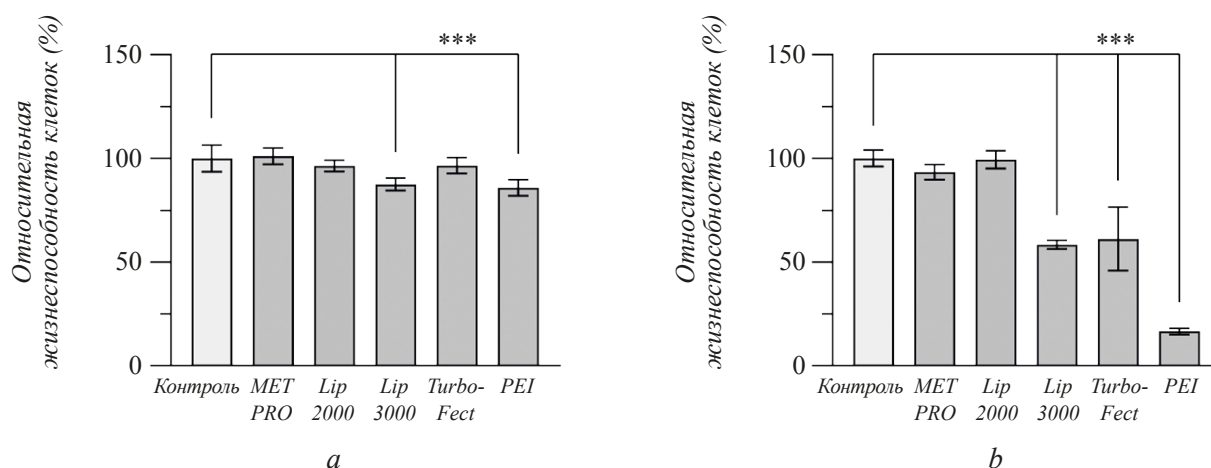 Относительная
жизнеспособность клеток (%)
150
100
50
0
***
Контроль
MET
PRO
Lip
2000
Lip
3000
Turbo-
Fect
PEI
a
Относительная
жизнеспособность клеток (%)
150
100
50
0
***
Контроль
MET
PRO
Lip
2000
Lip
3000
Turbo-
Fect
PEI
b